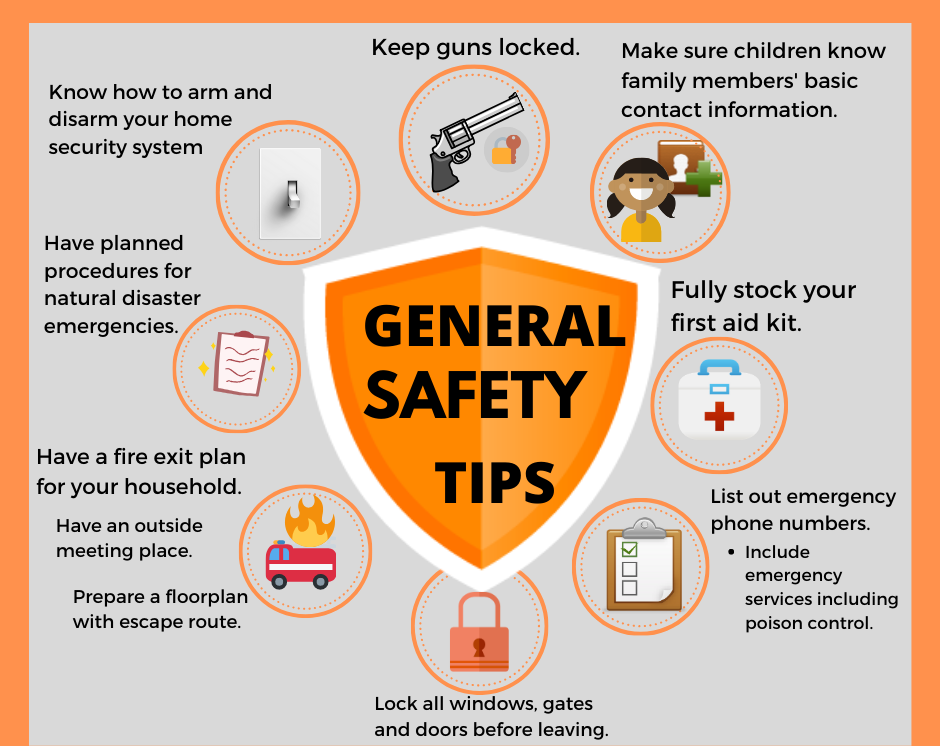 Keep guns locked.
Make sure children know
family members' basic
contact information.
Know how to arm and
disarm your home
security system
Have planned
procedures for
natural disaster
emergencies.
GENERAL
SAFETY
TIPS
Fully stock your
first aid kit.
Have a fire exit plan
for your household.
Have an outside
meeting place.
Prepare a floorplan
with escape route.
List out emergency
phone numbers.
• Include
emergency
services including
poison control.
Lock all windows, gates
and doors before leaving.